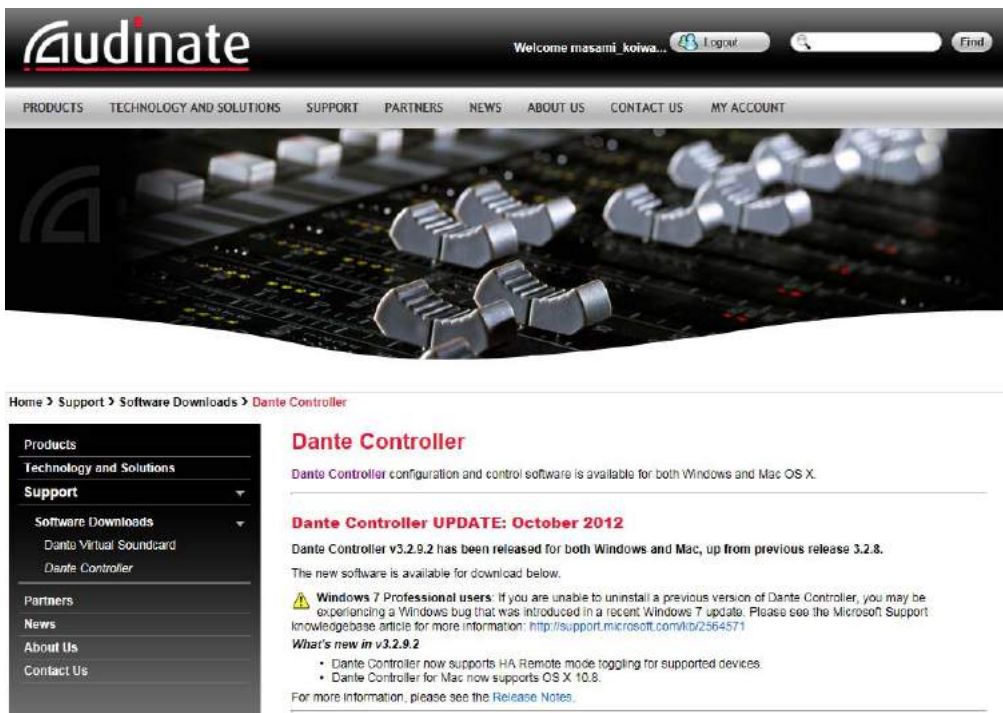 Audinate
Welcome masami_koiwa... Logout Find
PRODUCTS TECHNOLOGY AND SOLUTIONS SUPPORT PARTNERS NEWS ABOUT US CONTACT US MY ACCOUNT
Home > Support > Software Downloads > Dante Controller
Products
Technology and Solutions
Support
Software Downloads
Dante Virtual Soundcard
Dante Controller
Partners
News
About Us
Contact Us
Dante Controller
Dante Controller configuration and control software is available for both Windows and Mac OS X.
Dante Controller UPDATE: October 2012
Dante Controller v3.2.9.2 has been released for both Windows and Mac, up from previous release 3.2.8.
The new software is available for download below.
Windows 7 Professional users: If you are unable to uninstall a previous version of Dante Controller, you may be
experiencing a Windows bug that was introduced in a recent Windows 7 update. Please see the Microsoft Support
knowledgebase article for more information: http://support.microsoft.com/kb/2564571
What's new in v3.2.9.2
• Dante Controller now supports HA Remote mode toggling for supported devices.
• Dante Controller for Mac now supports OS X 10.8.
For more information, please see the Release Notes.